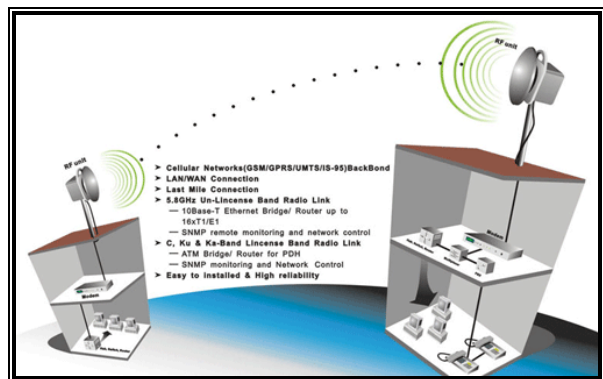 RF unit
RF unit
➤ Cellular Networks(GSM/GPRS/UMTS/IS-95)BackBond
➤ LAN/WAN Connection
➤ Last Mile Connection
➤ 5.8GHz Un-Lincense Band Radio Link
— 10Base-T Ethernet Bridge/ Router up to
16xT1/E1
— SNMP remote monitoring and network control
➤ C, Ku & Ka-Band Lincense Band Radio Link
— ATM Bridge/ Router for PDH
— SNMP monitoring and Network Control
➤ Easy to installed & High reliability
Modem
Modem